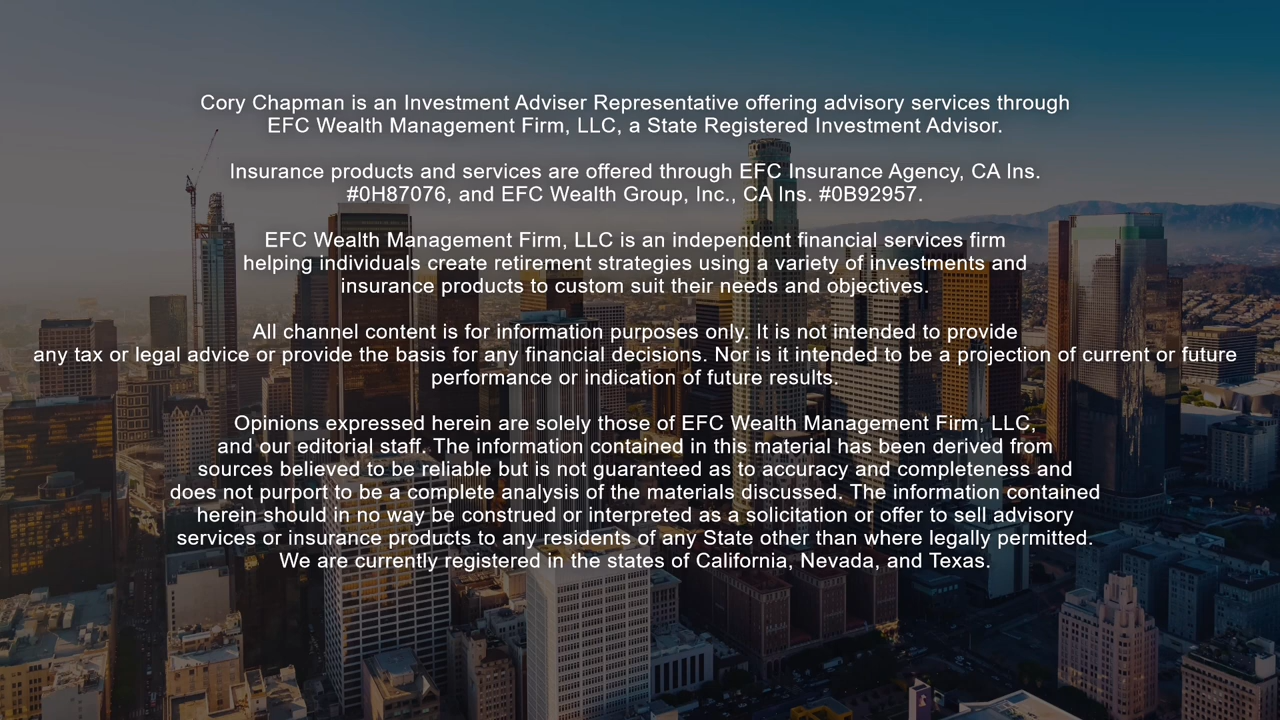 Cory Chapman is an Investment Adviser Representative offering advisory services through
EFC Wealth Management Firm, LLC, a State Registered Investment Advisor.
Insurance products and services are offered through EFC Insurance Agency, CA Ins.
#0H87076, and EFC Wealth Group, Inc., CA Ins. #0B92957.
EFC Wealth Management Firm, LLC is an independent financial services firm
helping individuals create retirement strategies using a variety of investments and
insurance products to custom suit their needs and objectives.
All channel content is for information purposes only. It is not intended to provide
any tax or legal advice or provide the basis for any financial decisions. Nor is it intended to be a projection of current or future
performance or indication of future results.
Opinions expressed herein are solely those of EFC Wealth Management Firm, LLC,
and our editorial staff. The information contained in this material has been derived from
sources believed to be reliable but is not guaranteed as to accuracy and completeness and
does not purport to be a complete analysis of the materials discussed. The information contained
herein should in no way be construed or interpreted as a solicitation or offer to sell advisory
services or insurance products to any residents of any State other than where legally permitted.
We are currently registered in the states of California, Nevada, and Texas.